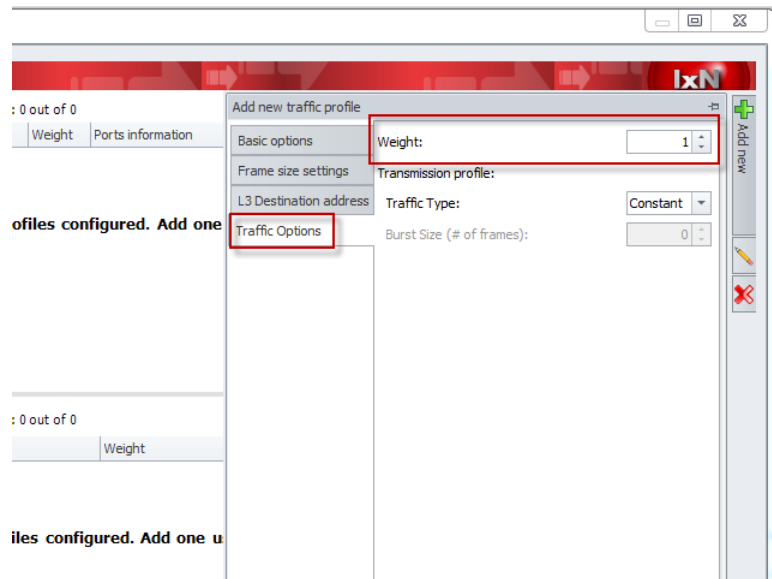 IxN
: 0 out of 0
Weight Ports information
ofiles configured. Add one
Add new traffic profile
Basic options
Frame size settings
L3 Destination address
Traffic Options
Weight: 1
Transmission profile:
Traffic Type: Constant
Burst Size (# of frames): 0
Add new
: 0 out of 0
Weight
iles configured. Add one u